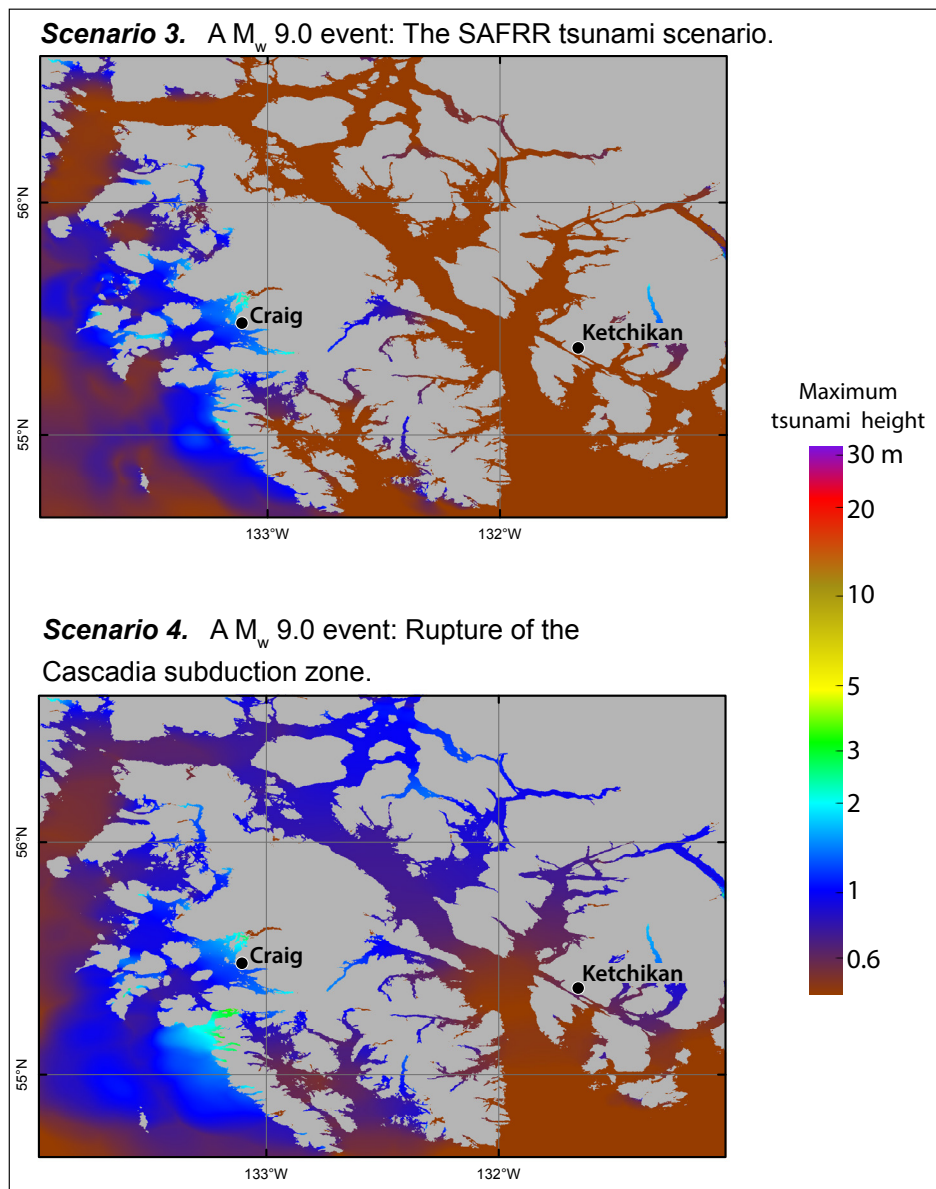 Scenario 3. A Mw 9.0 event: The SAFRR tsunami scenario.
56°N
55°N
Craig
Ketchikan
133°W
132°W
Maximum
tsunami height
30 m
20
10
5
3
2
1
0.6
Scenario 4. A Mw 9.0 event: Rupture of the
Cascadia subduction zone.
56°N
55°N
Craig
Ketchikan
133°W
132°W